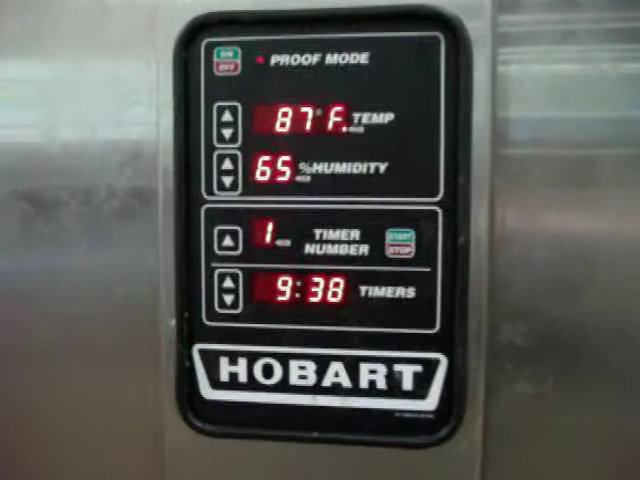 ON
OFF
PROOF MODE
87°F. TEMP
65 %HUMIDITY
1 TIMER NUMBER
START
STOP
9:38 TIMERS
HOBART